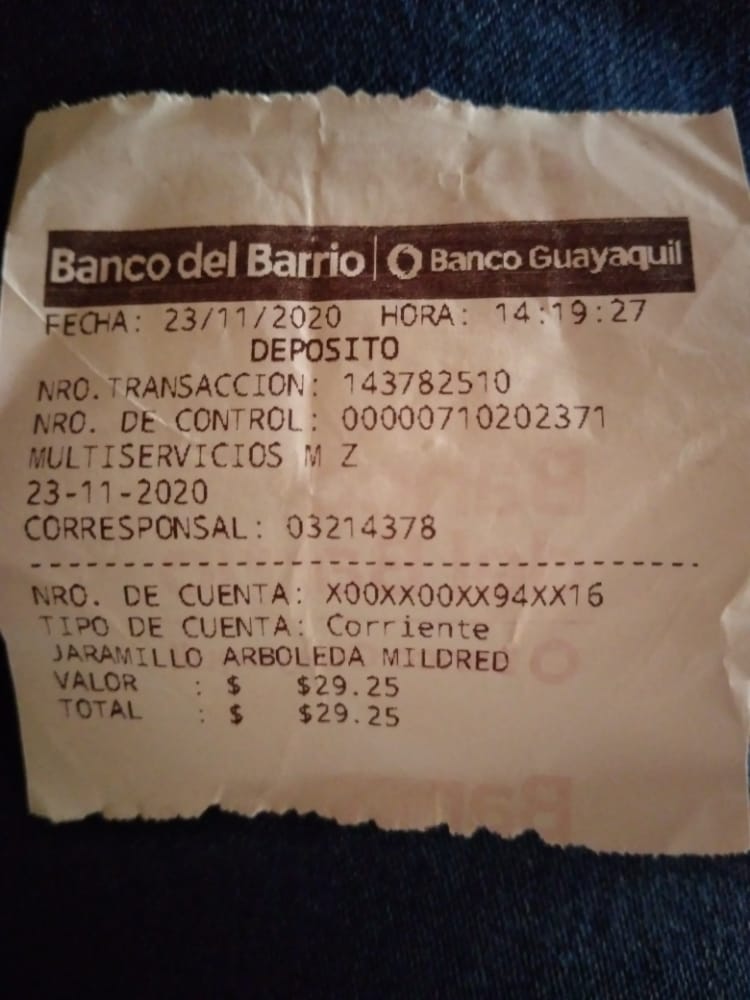 Banco del Barrio | Banco Guayaquil
FECHA: 23/11/2020 HORA: 14:19:27
DEPOSITO
NRO.TRANSACCION: 143782510
NRO. DE CONTROL: 00000710202371
MULTISERVICIOS M Z
23-11-2020
CORRESPONSAL: 03214378
NRO. DE CUENTA: X00XX00XX94XX16
TIPO DE CUENTA: Corriente
JARAMILLO ARBOLEDA MILDRED
VALOR : $ $29.25
TOTAL : $ $29.25